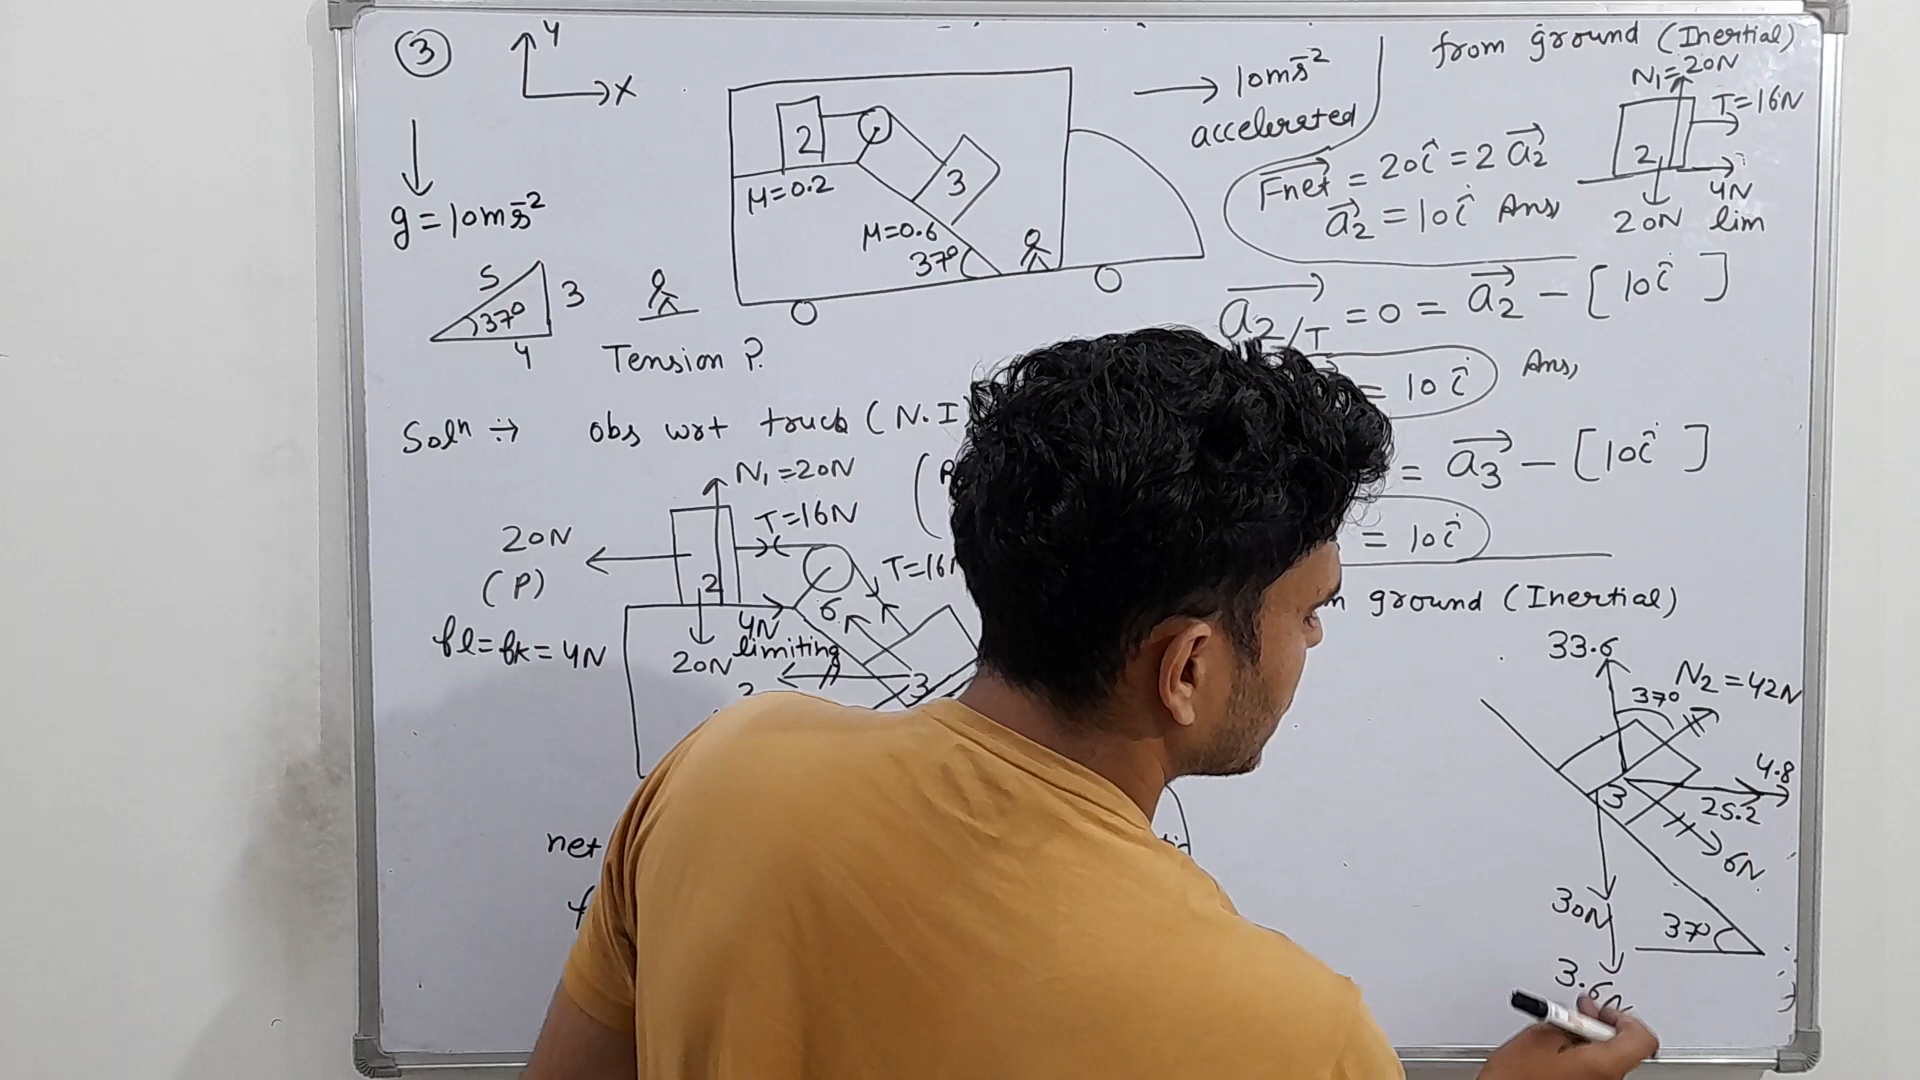 ③ Y
X
g = 10ms⁻²
5 3
37°
4
Tension ?
2
3
μ=0.2
μ=0.6
37°
→ 10ms⁻²
accelerated
from ground (Inertial)
N₁=20N
T=16N
2
4N
20N lim
Fnet = 20î = 2 a₂
a₂ = 10î Ans
a₂/T = 0 = a₂ − [10î ]
= 10î Ans,
= a₃ − [10î ]
= 10î
Solⁿ ÷→ obs wrt truck (N.I)
N₁=20N
20N
(P)
T=16N
T=16N
2
6
4N
20N limiting
3
fl=fk=4N
net
ground (Inertial)
33.6
N₂=42N
37°
4.8
3
25.2
6N
30N
37°
3.6N